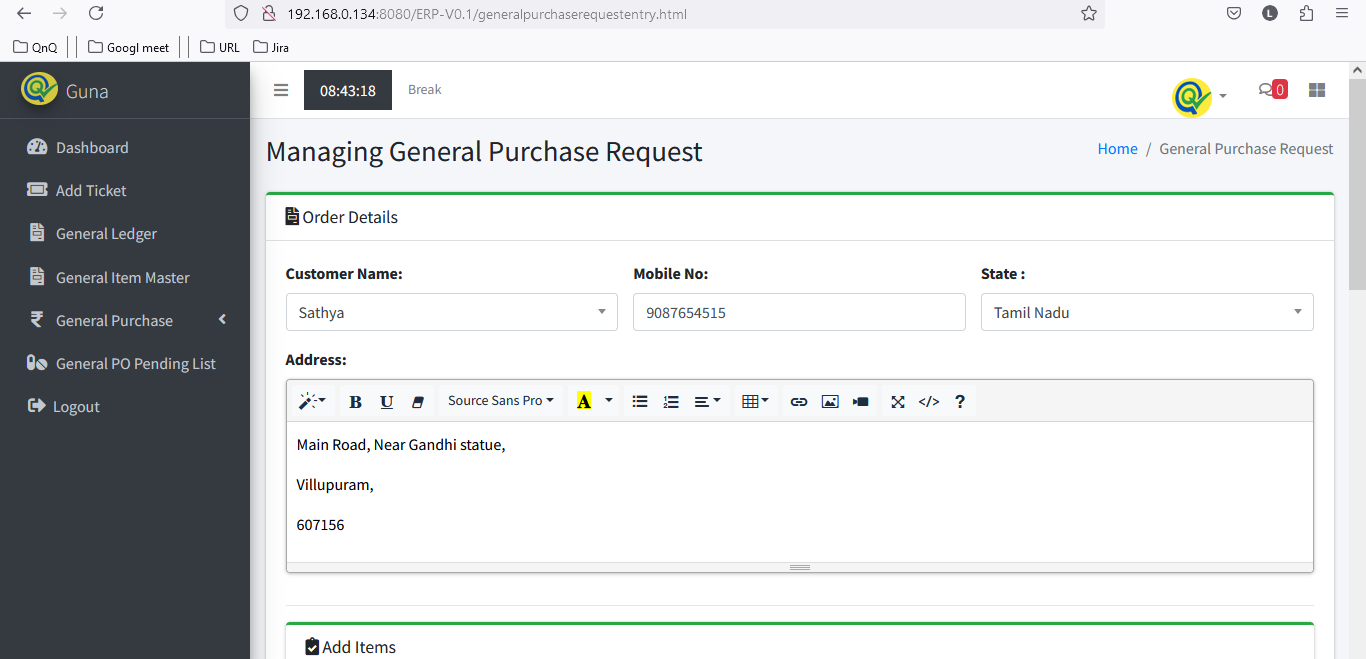 192.168.0.134:8080/ERP-V0.1/generalpurchaserequestentry.html
L
QnQ
Googl meet
URL
Jira
Guna
08:43:18
Break
0
Dashboard
Add Ticket
General Ledger
General Item Master
General Purchase
General PO Pending List
Logout
Managing General Purchase Request
Home / General Purchase Request
Order Details
Customer Name:
Mobile No:
State :
Sathya
9087654515
Tamil Nadu
Address:
B U Source Sans Pro A </> ?
Main Road, Near Gandhi statue,
Villupuram,
607156
Add Items